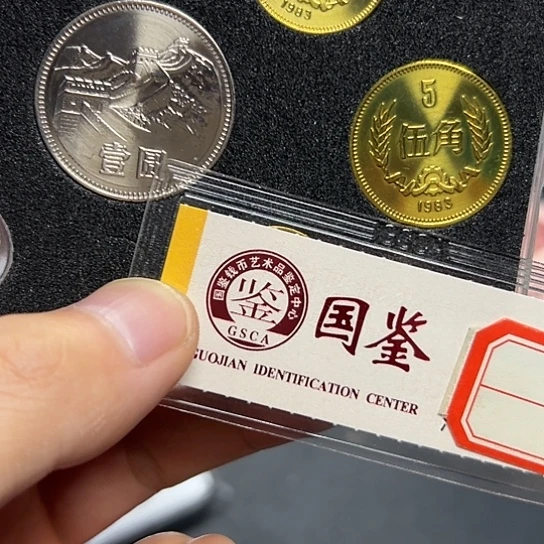 1983
5
伍角
1983
壹圆
国鉴钱币艺术品鉴定中心
鉴
GSCA
国鉴
GUOJIAN IDENTIFICATION CENTER